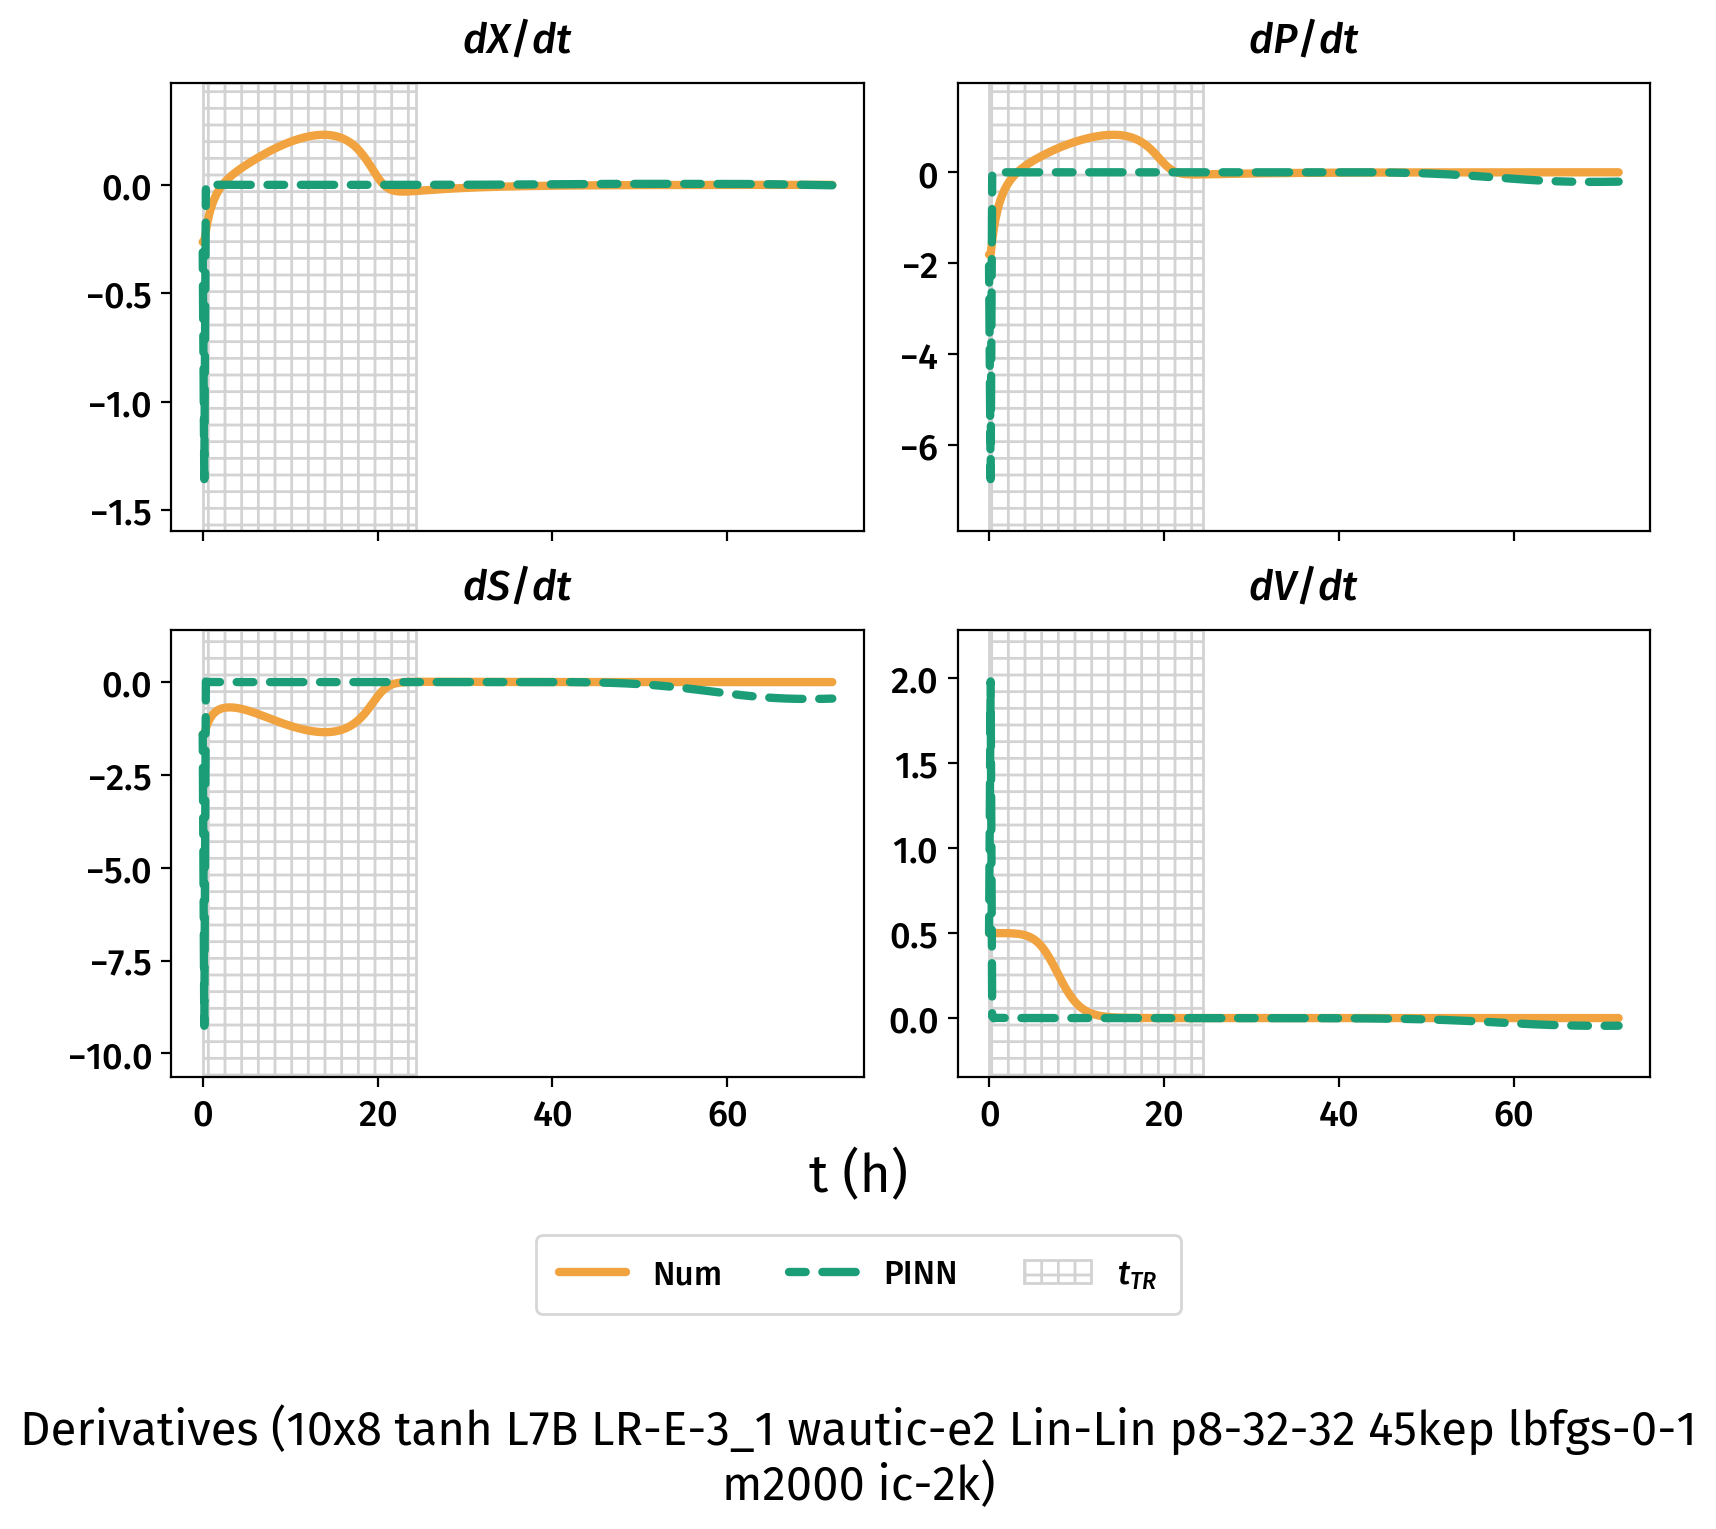 dX/dt
dP/dt
0.0
−0.5
−1.0
−1.5
0
−2
−4
−6
dS/dt
dV/dt
0.0
−2.5
−5.0
−7.5
−10.0
2.0
1.5
1.0
0.5
0.0
0 20 40 60
0 20 40 60
t (h)
Num PINN tTR
Derivatives (10x8 tanh L7B LR-E-3_1 wautic-e2 Lin-Lin p8-32-32 45kep lbfgs-0-1
m2000 ic-2k)